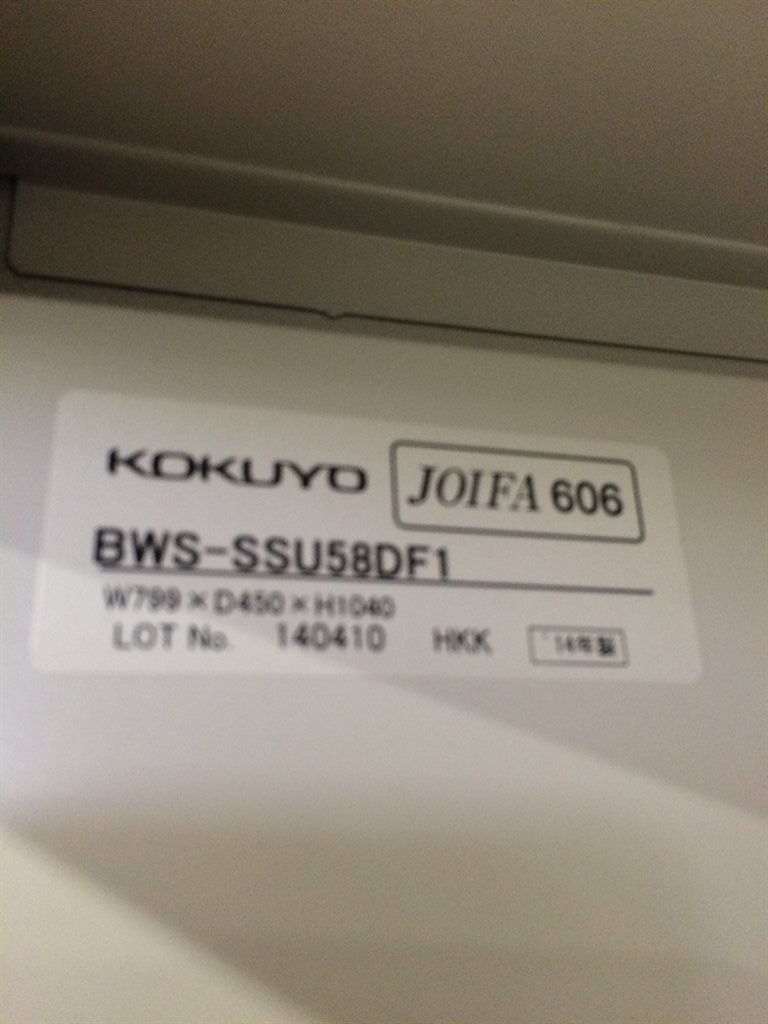 KOKUYO JOIFA 606
BWS-SSU58DF1
W799×D450×H1040
LOT No. 140410 HKK '14年製